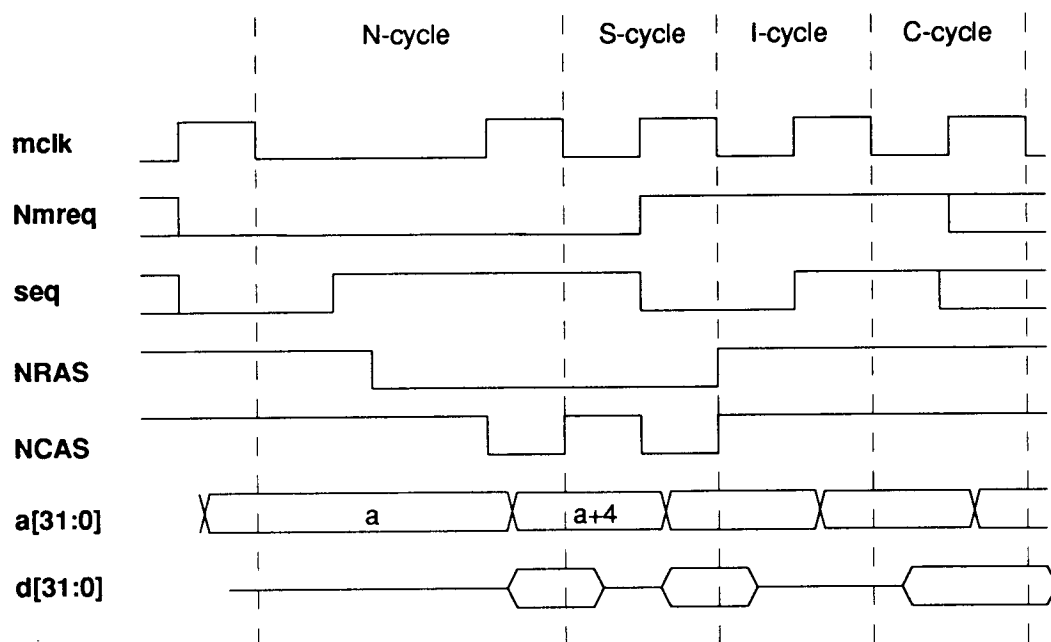 N-cycle S-cycle I-cycle C-cycle
mclk
Nmreq
seq
NRAS
NCAS
a[31:0] a a+4
d[31:0]